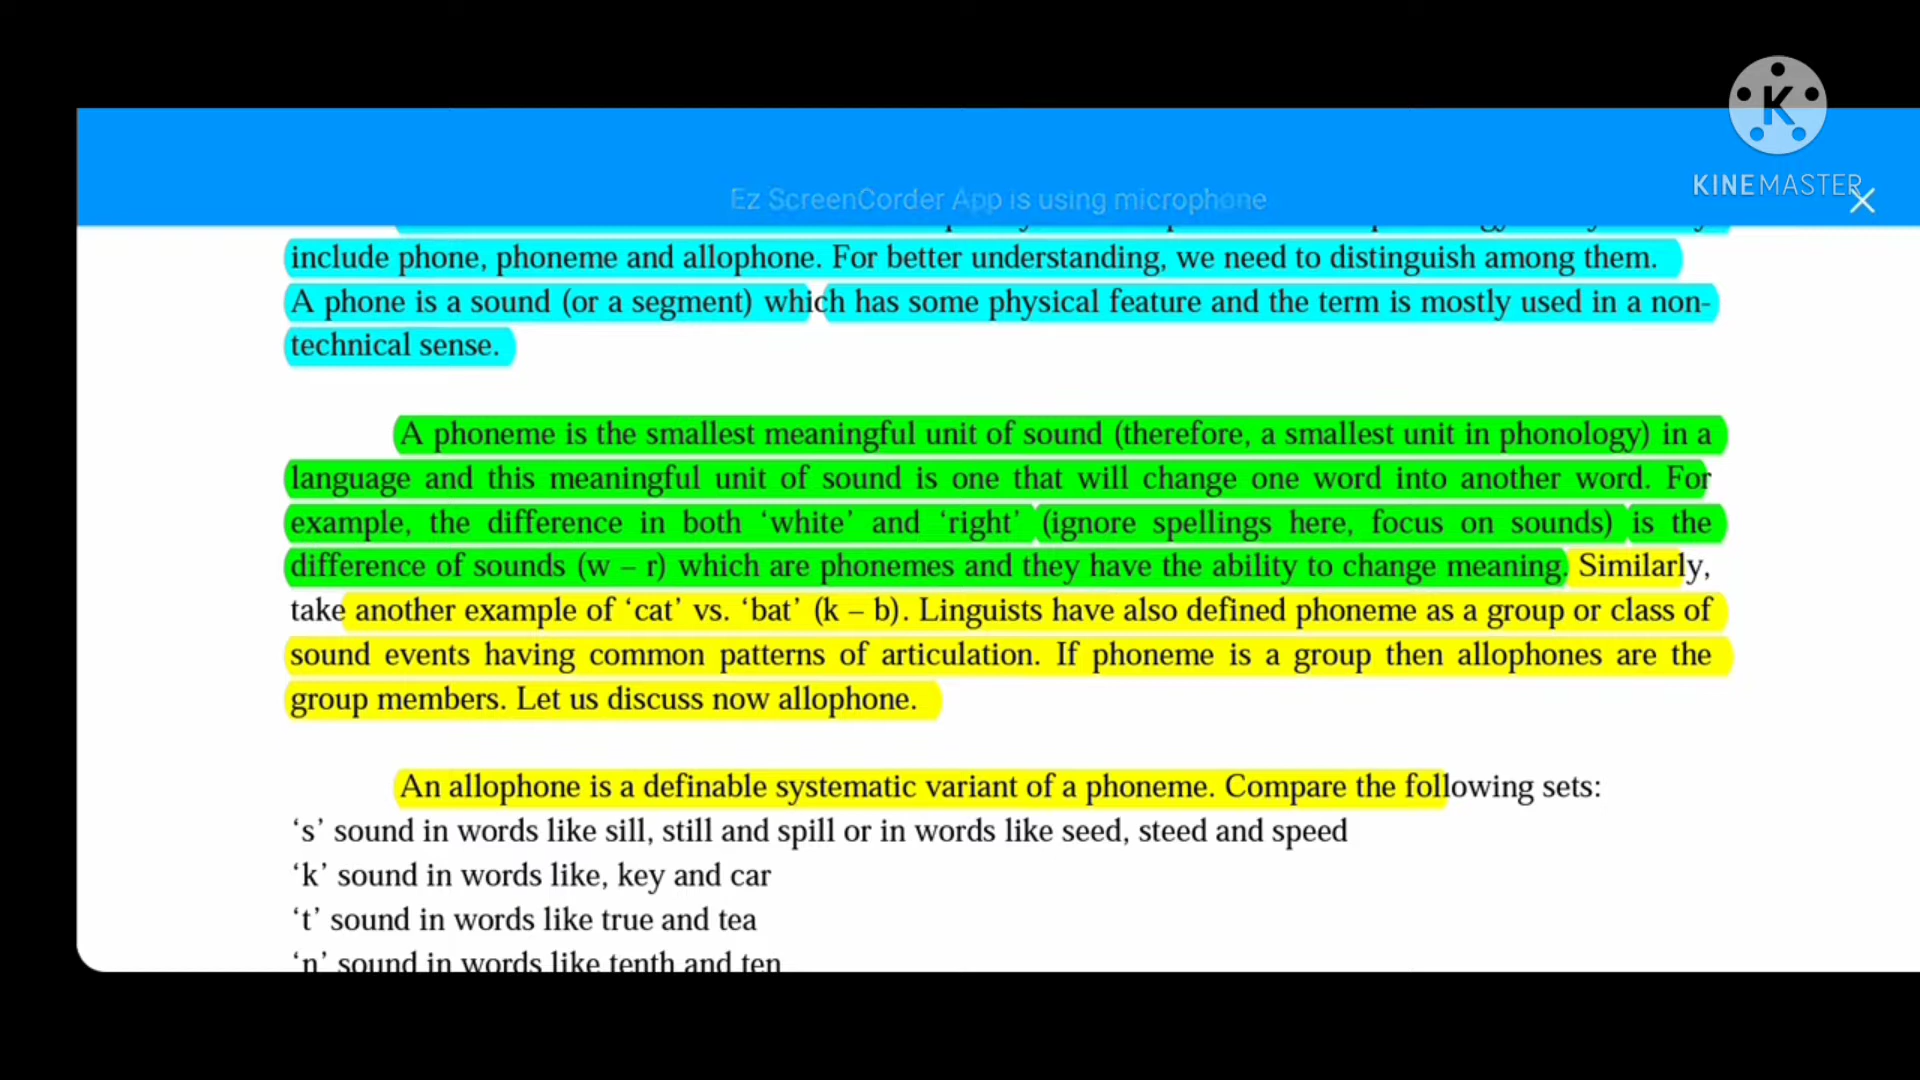 KINEMASTER
Ez ScreenCorder App is using microphone
include phone, phoneme and allophone. For better understanding, we need to distinguish among them.
A phone is a sound (or a segment) which has some physical feature and the term is mostly used in a non-
technical sense.
A phoneme is the smallest meaningful unit of sound (therefore, a smallest unit in phonology) in a
language and this meaningful unit of sound is one that will change one word into another word. For
example, the difference in both ‘white’ and ‘right’ (ignore spellings here, focus on sounds) is the
difference of sounds (w – r) which are phonemes and they have the ability to change meaning. Similarly,
take another example of ‘cat’ vs. ‘bat’ (k – b). Linguists have also defined phoneme as a group or class of
sound events having common patterns of articulation. If phoneme is a group then allophones are the
group members. Let us discuss now allophone.
An allophone is a definable systematic variant of a phoneme. Compare the following sets:
‘s’ sound in words like sill, still and spill or in words like seed, steed and speed
‘k’ sound in words like, key and car
‘t’ sound in words like true and tea
‘n’ sound in words like tenth and ten